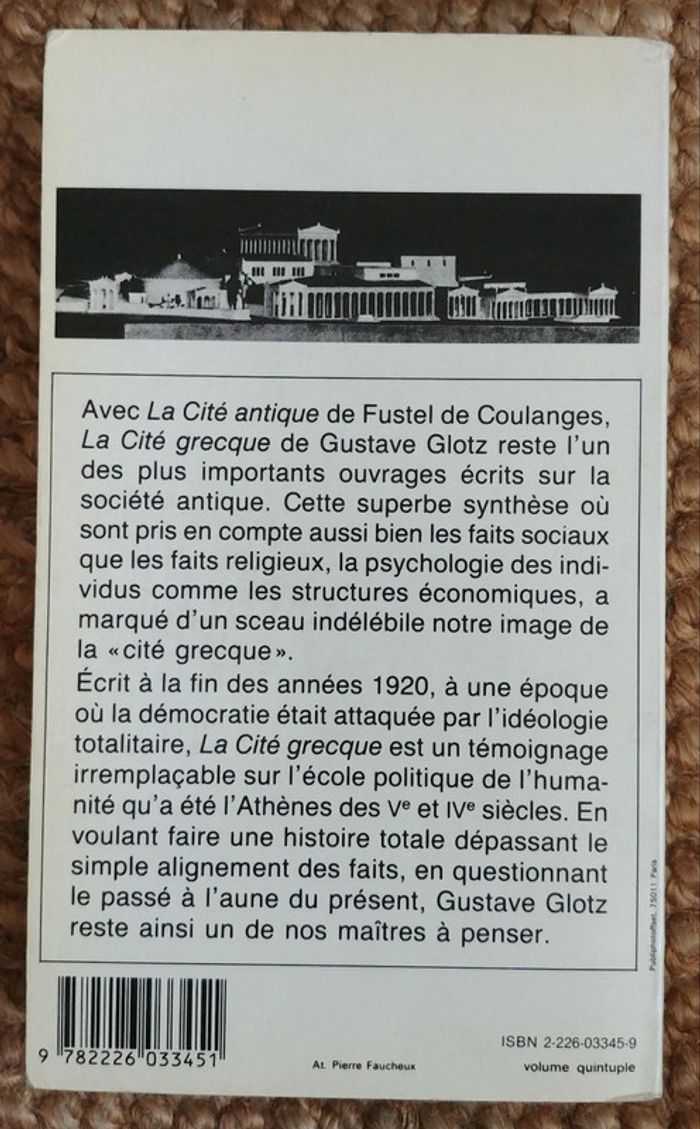 Avec La Cité antique de Fustel de Coulanges,
La Cité grecque de Gustave Glotz reste l'un
des plus importants ouvrages écrits sur la
société antique. Cette superbe synthèse où
sont pris en compte aussi bien les faits sociaux
que les faits religieux, la psychologie des indi-
vidus comme les structures économiques, a
marqué d'un sceau indélébile notre image de
la «cité grecque».
Écrit à la fin des années 1920, à une époque
où la démocratie était attaquée par l'idéologie
totalitaire, La Cité grecque est un témoignage
irremplaçable sur l'école politique de l'huma-
nité qu'a été l'Athènes des Ve et IVe siècles. En
voulant faire une histoire totale dépassant le
simple alignement des faits, en questionnant
le passé à l'aune du présent, Gustave Glotz
reste ainsi un de nos maîtres à penser.
Publiphotoffset, 75011 Paris
9 782226 033451
At. Pierre Faucheux
ISBN 2-226-03345-9
volume quintuple